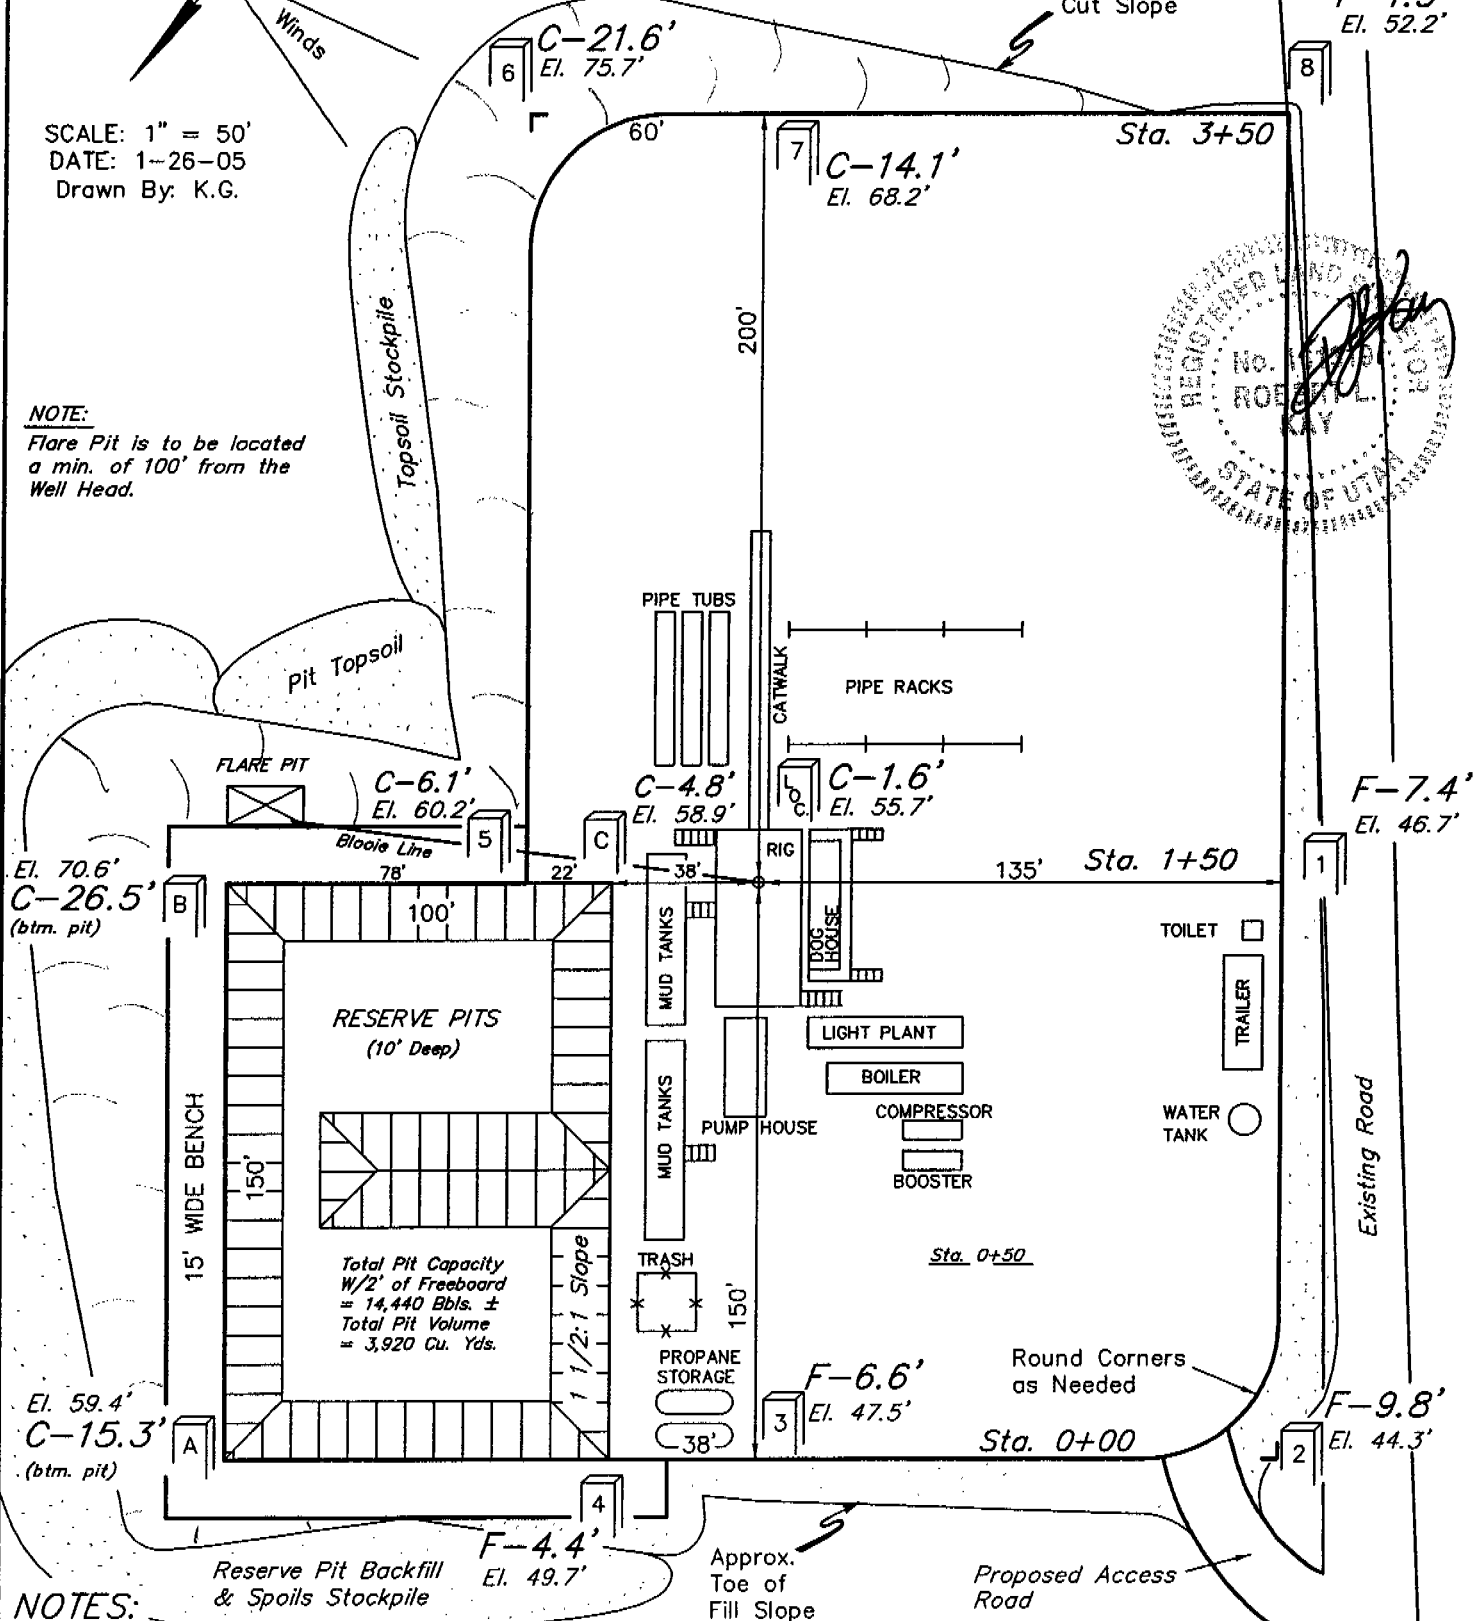 Winds
SCALE: 1" = 50'
DATE: 1-26-05
Drawn By: K.G.
C-21.6'
El. 75.7'
6
Cut Slope
El. 52.2'
8
60'
7
C-14.1'
El. 68.2'
Sta. 3+50
200'
Topsoil Stockpile
REGISTERED LAND SURVEYOR
No.
ROBERT L.
KAY
STATE OF UTAH
NOTE:
Flare Pit is to be located
a min. of 100' from the
Well Head.
Pit Topsoil
PIPE TUBS
CATWALK
PIPE RACKS
FLARE PIT
C-6.1'
El. 60.2'
5
Blooie Line
C-4.8'
El. 58.9'
C
LOC.
C-1.6'
El. 55.7'
RIG
F-7.4'
El. 46.7'
1
El. 70.6'
C-26.5'
(btm. pit)
B
78'
22'
38'
100'
135'
Sta. 1+50
MUD TANKS
DOG HOUSE
TOILET
TRAILER
RESERVE PITS
(10' Deep)
LIGHT PLANT
BOILER
COMPRESSOR
BOOSTER
PUMP HOUSE
MUD TANKS
WATER
TANK
Existing Road
15' WIDE BENCH
150'
Total Pit Capacity
W/2' of Freeboard
= 14,440 Bbls. ±
Total Pit Volume
= 3,920 Cu. Yds.
1 1/2:1 Slope
TRASH
Sta. 0+50
150'
PROPANE
STORAGE
38'
F-6.6'
El. 47.5'
3
Round Corners
as Needed
Sta. 0+00
F-9.8'
El. 44.3'
2
El. 59.4'
C-15.3'
(btm. pit)
A
4
F-4.4'
El. 49.7'
Reserve Pit Backfill
& Spoils Stockpile
Approx.
Toe of
Fill Slope
Proposed Access
Road
NOTES: